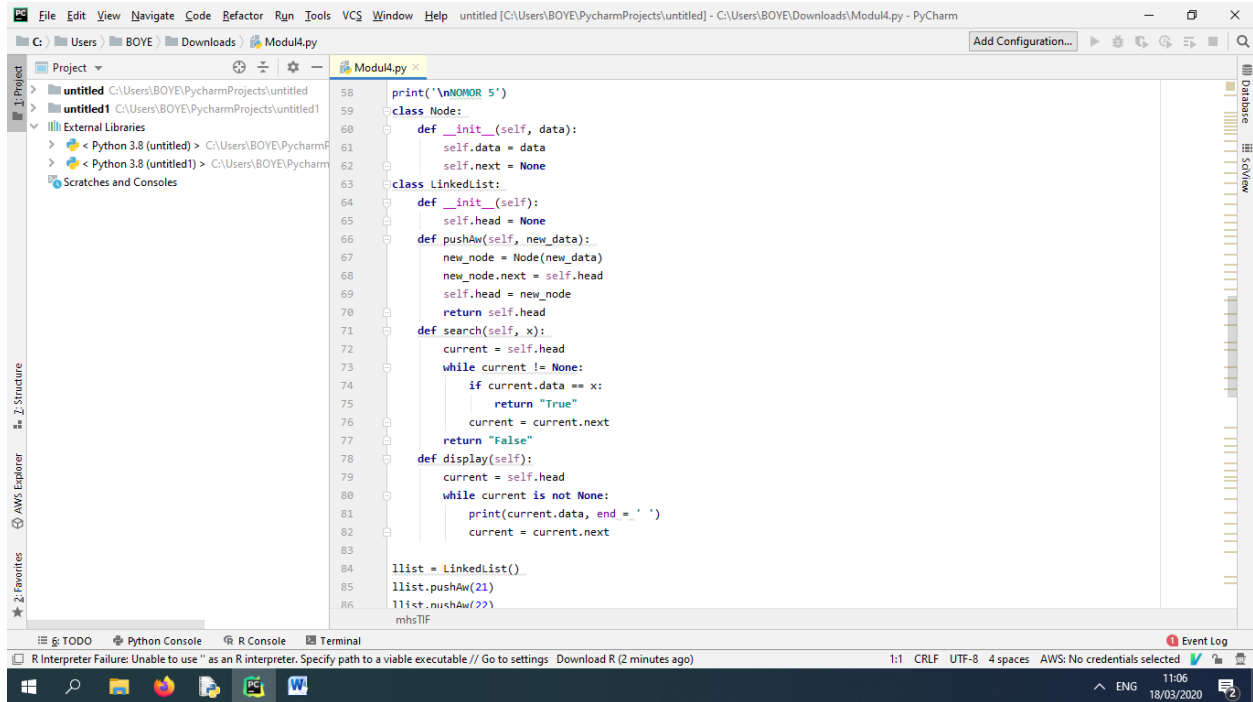 File Edit View Navigate Code Refactor Run Tools VCS Window Help untitled [C:\Users\BOYE\PycharmProjects\untitled] - C:\Users\BOYE\Downloads\Modul4.py - PyCharm
C: Users BOYE Downloads Modul4.py
Add Configuration...
1: Project
Project
untitled C:\Users\BOYE\PycharmProjects\untitled
untitled1 C:\Users\BOYE\PycharmProjects\untitled1
External Libraries
< Python 3.8 (untitled) > C:\Users\BOYE\PycharmP
< Python 3.8 (untitled1) > C:\Users\BOYE\Pycharm
Scratches and Consoles
Z: Structure
AWS Explorer
2: Favorites
Modul4.py
58 print('\nNOMOR 5')
59 class Node:
60     def __init__(self, data):
61         self.data = data
62         self.next = None
63 class LinkedList:
64     def __init__(self):
65         self.head = None
66     def pushAw(self, new_data):
67         new_node = Node(new_data)
68         new_node.next = self.head
69         self.head = new_node
70         return self.head
71     def search(self, x):
72         current = self.head
73         while current != None:
74             if current.data == x:
75                 return "True"
76             current = current.next
77         return "False"
78     def display(self):
79         current = self.head
80         while current is not None:
81             print(current.data, end = ' ')
82             current = current.next
83
84 llist = LinkedList()
85 llist.pushAw(21)
86 llist.pushAw(22)
mhsTIF
Database
SciView
6: TODO Python Console R Console Terminal
1 Event Log
R Interpreter Failure: Unable to use '' as an R interpreter. Specify path to a viable executable // Go to settings Download R (2 minutes ago)
1:1 CRLF UTF-8 4 spaces AWS: No credentials selected
ENG
11:06
18/03/2020
2